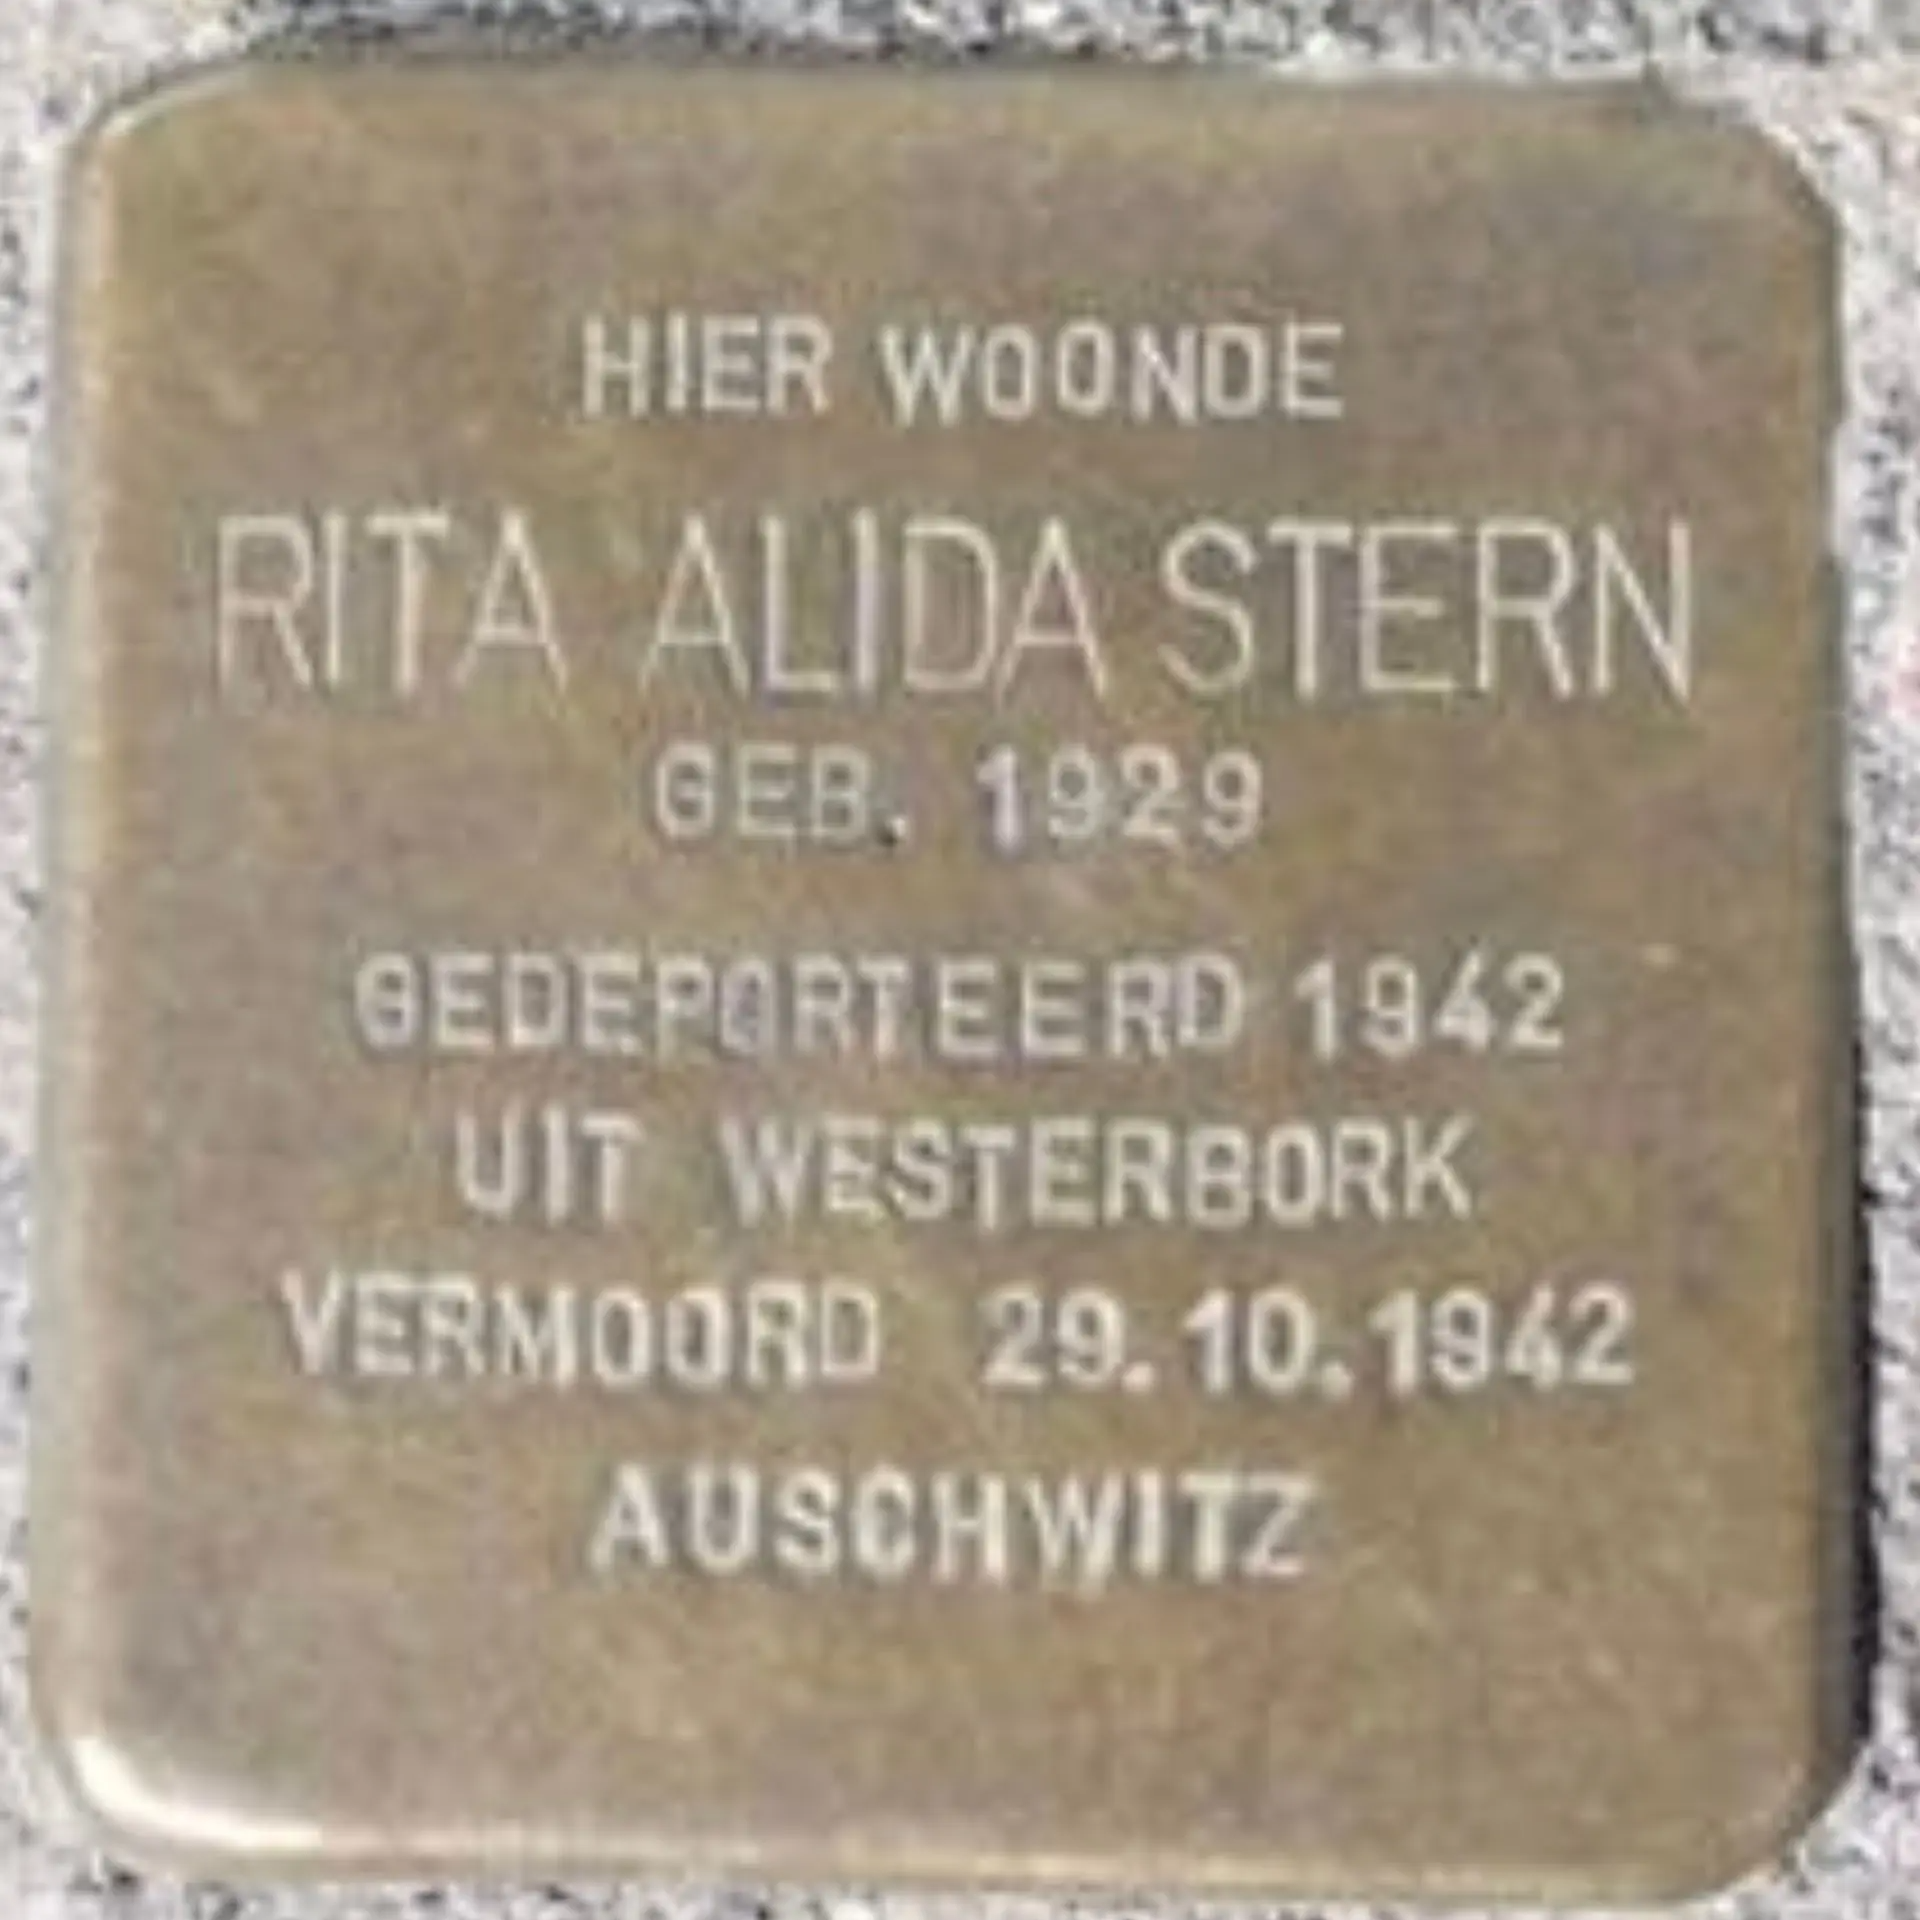 HIER WOONDE
RITA ALIDA STERN
GEB. 1929
GEDEPORTEERD 1942
UIT WESTERBORK
VERMOORD 29.10.1942
AUSCHWITZ